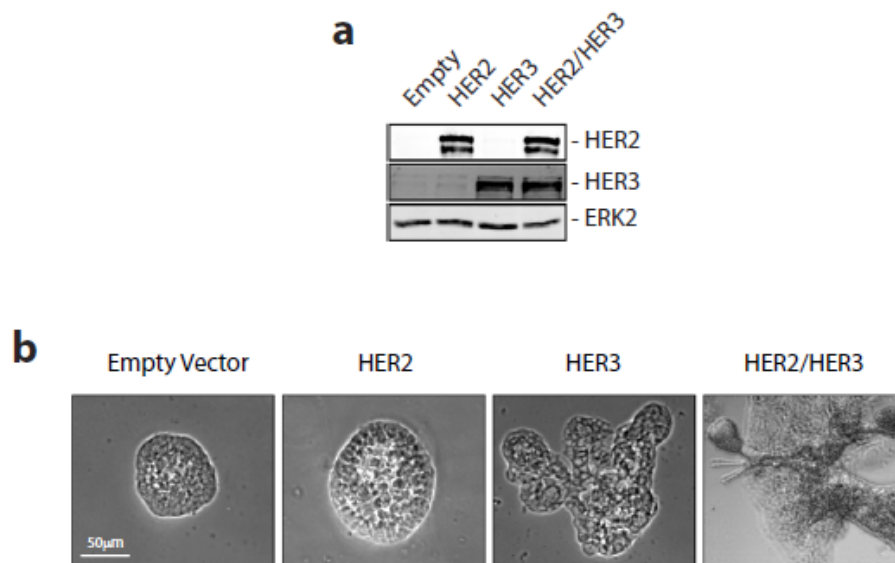 a
Empty
HER2
HER3
HER2/HER3
- HER2
- HER3
- ERK2
b
Empty Vector
HER2
HER3
HER2/HER3
50µm